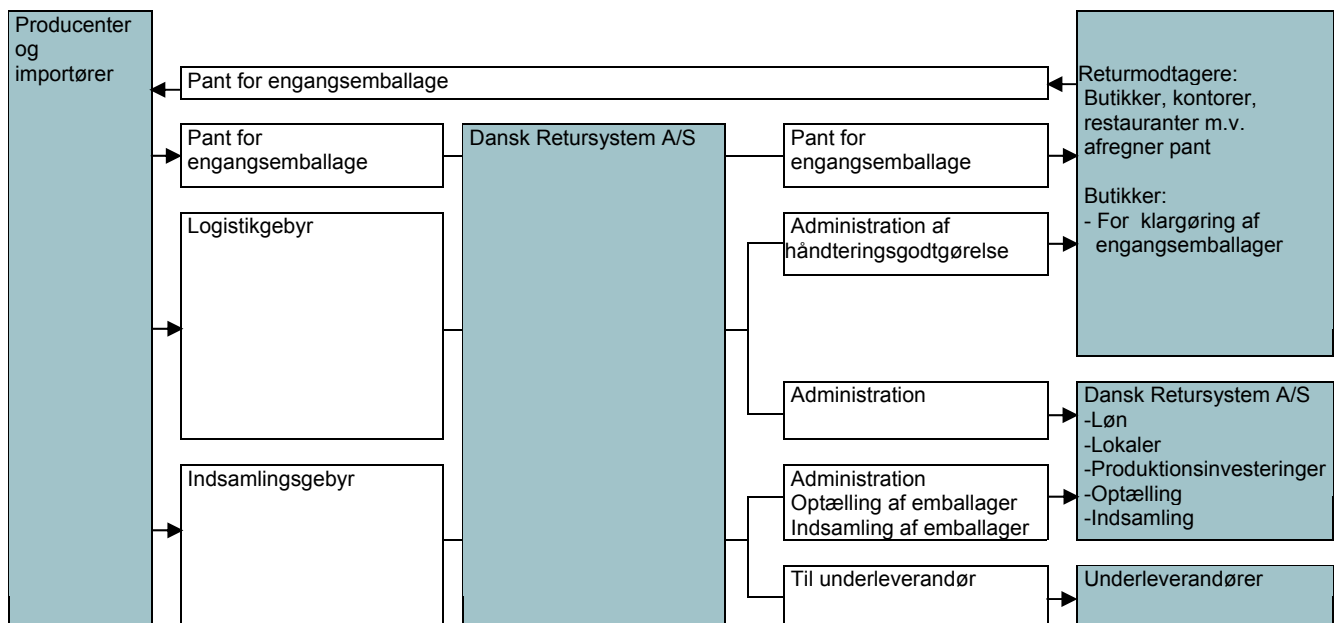 Producenter
og
importører
Pant for engangsemballage
Returmodtagere:
Butikker, kontorer,
restauranter m.v.
afregner pant
Butikker:
- For klargøring af
engangsemballager
Pant for
engangsemballage
Dansk Retursystem A/S
Pant for
engangsemballage
Logistikgebyr
Administration af
håndteringsgodtgørelse
Administration
Dansk Retursystem A/S
-Løn
-Lokaler
-Produktionsinvesteringer
-Optælling
-Indsamling
Indsamlingsgebyr
Administration
Optælling af emballager
Indsamling af emballager
Til underleverandør
Underleverandører